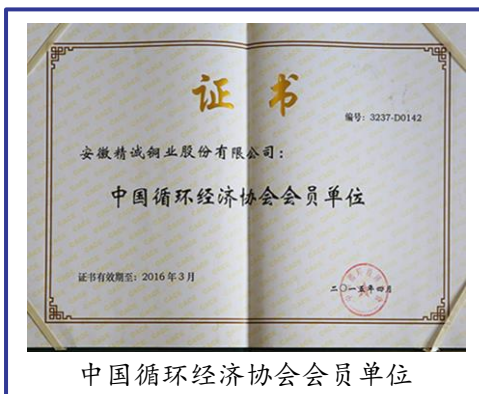 证书
编号：3237-D0142
安徽精诚铜业股份有限公司：
中国循环经济协会会员单位
证书有效期至：2016年3月
二〇一五年四月
中国循环经济协会会员单位